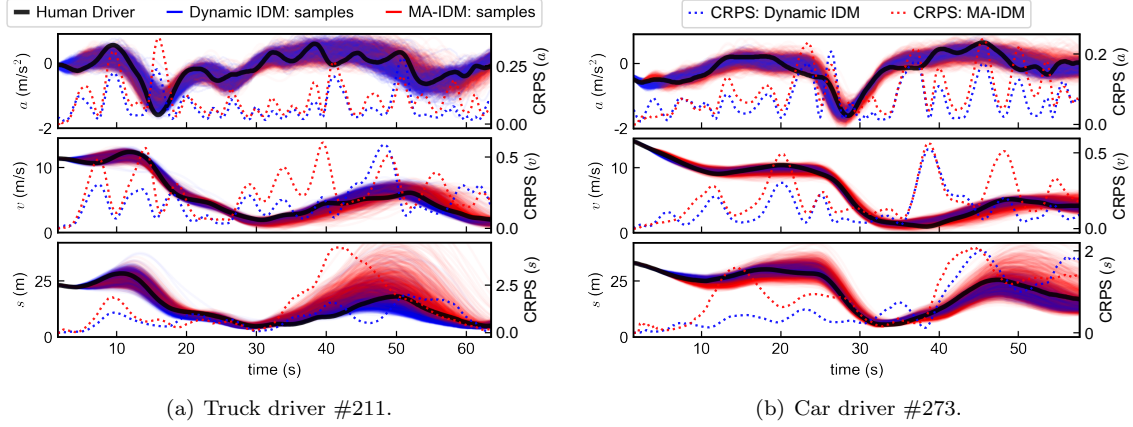 Human Driver Dynamic IDM: samples MA-IDM: samples
CRPS: Dynamic IDM CRPS: MA-IDM
a (m/s²)
0
-2
CRPS (a)
0.25
0.00
v (m/s)
10
0
CRPS (v)
0.5
0.0
s (m)
25
0
CRPS (s)
2.5
0.0
10 20 30 40 50 60
time (s)
(a) Truck driver #211.
a (m/s²)
0
-2
CRPS (a)
0.2
0.0
v (m/s)
10
0
CRPS (v)
0.5
0.0
s (m)
25
0
CRPS (s)
2
0
10 20 30 40 50
time (s)
(b) Car driver #273.